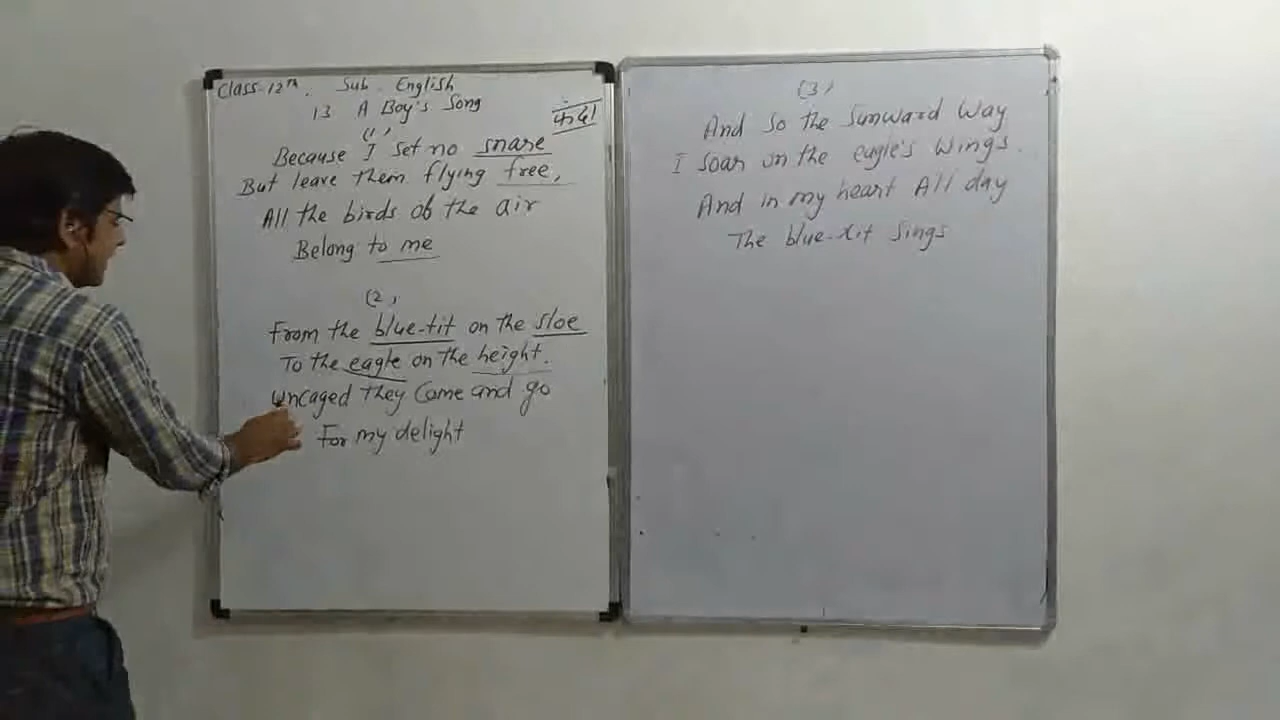 Class-12th. Sub. English
13 A Boy's Song
फंदा
(1)
Because I set no snare
But leave them flying free,
All the birds of the air
Belong to me
(2)
From the blue-tit on the sloe
To the eagle on the height.
Uncaged they Come and go
For my delight
(3)
And so the sunward Way
I soar on the eagle's Wings.
And in my heart All day
The blue-tit sings